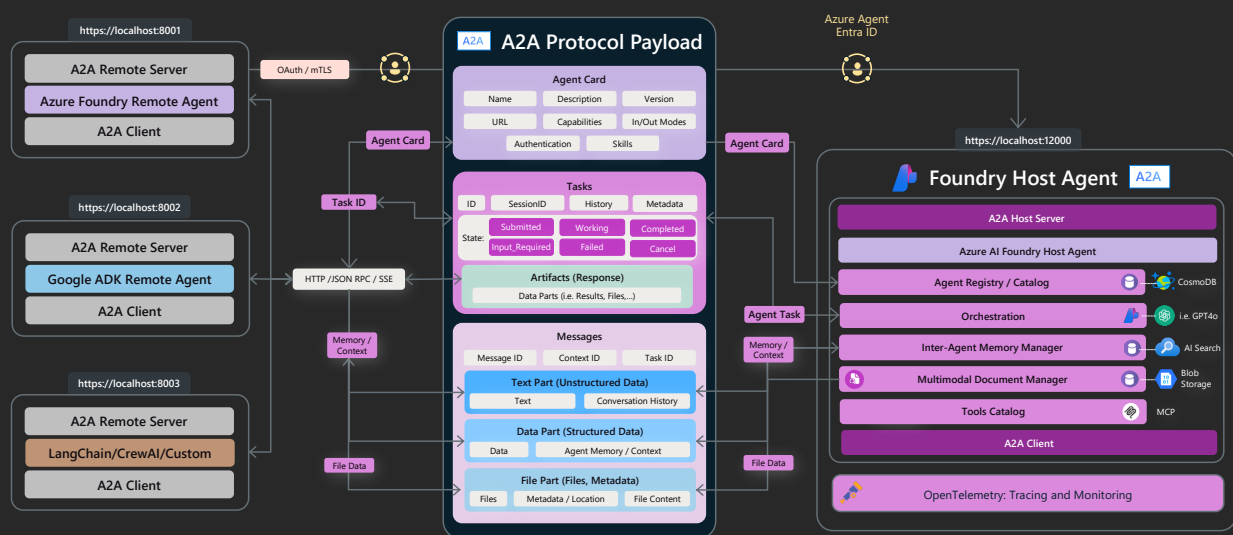 https://localhost:8001
A2A Remote Server
Azure Foundry Remote Agent
A2A Client
https://localhost:8002
A2A Remote Server
Google ADK Remote Agent
A2A Client
https://localhost:8003
A2A Remote Server
LangChain/CrewAI/Custom
A2A Client
OAuth / mTLS
Agent Card
Task ID
HTTP /JSON RPC / SSE
Memory /
Context
File Data
A2A
A2A Protocol Payload
Agent Card
Name
Description
Version
URL
Capabilities
In/Out Modes
Authentication
Skills
Tasks
ID
SessionID
History
Metadata
State:
Submitted
Working
Completed
Input_Required
Failed
Cancel
Artifacts (Response)
Data Parts (i.e. Results, Files,...)
Messages
Message ID
Context ID
Task ID
Text Part (Unstructured Data)
Text
Conversation History
Data Part (Structured Data)
Data
Agent Memory / Context
File Part (Files, Metadata)
Files
Metadata / Location
File Content
Azure Agent
Entra ID
Agent Card
Agent Task
Memory /
Context
File Data
https://localhost:12000
Foundry Host Agent
A2A
A2A Host Server
Azure AI Foundry Host Agent
Agent Registry / Catalog
CosmoDB
Orchestration
i.e. GPT4o
Inter-Agent Memory Manager
AI Search
Multimodal Document Manager
10
01
Blob
Storage
Tools Catalog
MCP
A2A Client
OpenTelemetry: Tracing and Monitoring